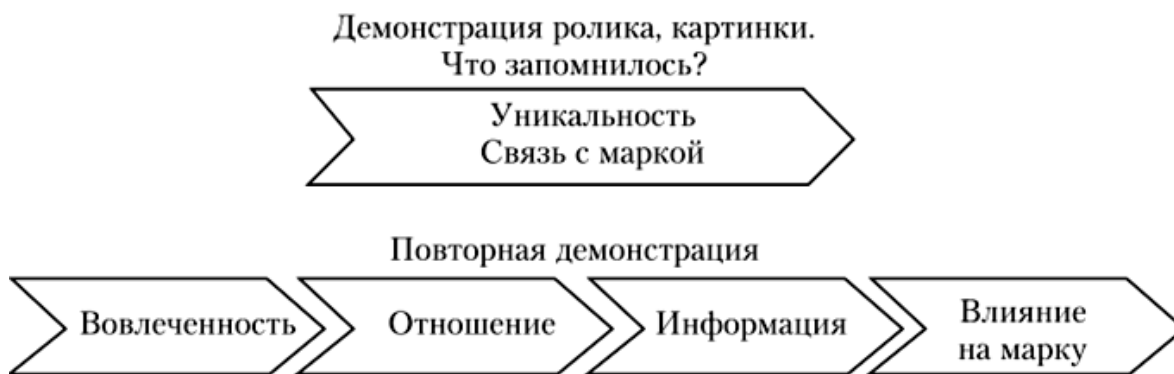 Демонстрация ролика, картинки.
Что запомнилось?
Уникальность
Связь с маркой
Повторная демонстрация
Вовлеченность
Отношение
Информация
Влияние
на марку